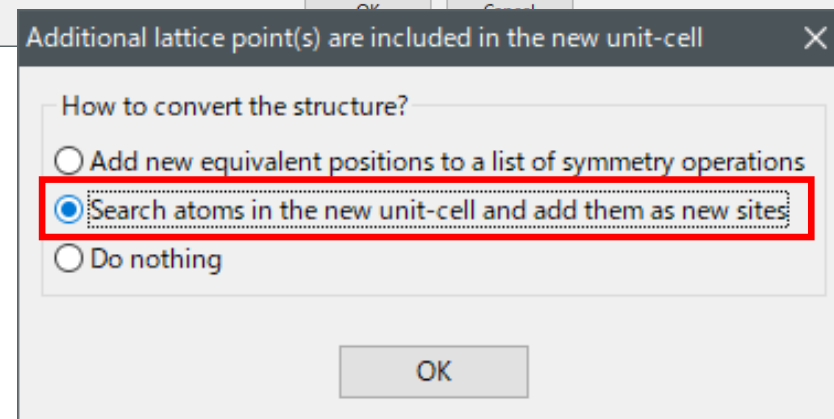 OK Cancel
Additional lattice point(s) are included in the new unit-cell
How to convert the structure?
Add new equivalent positions to a list of symmetry operations
Search atoms in the new unit-cell and add them as new sites
Do nothing
OK